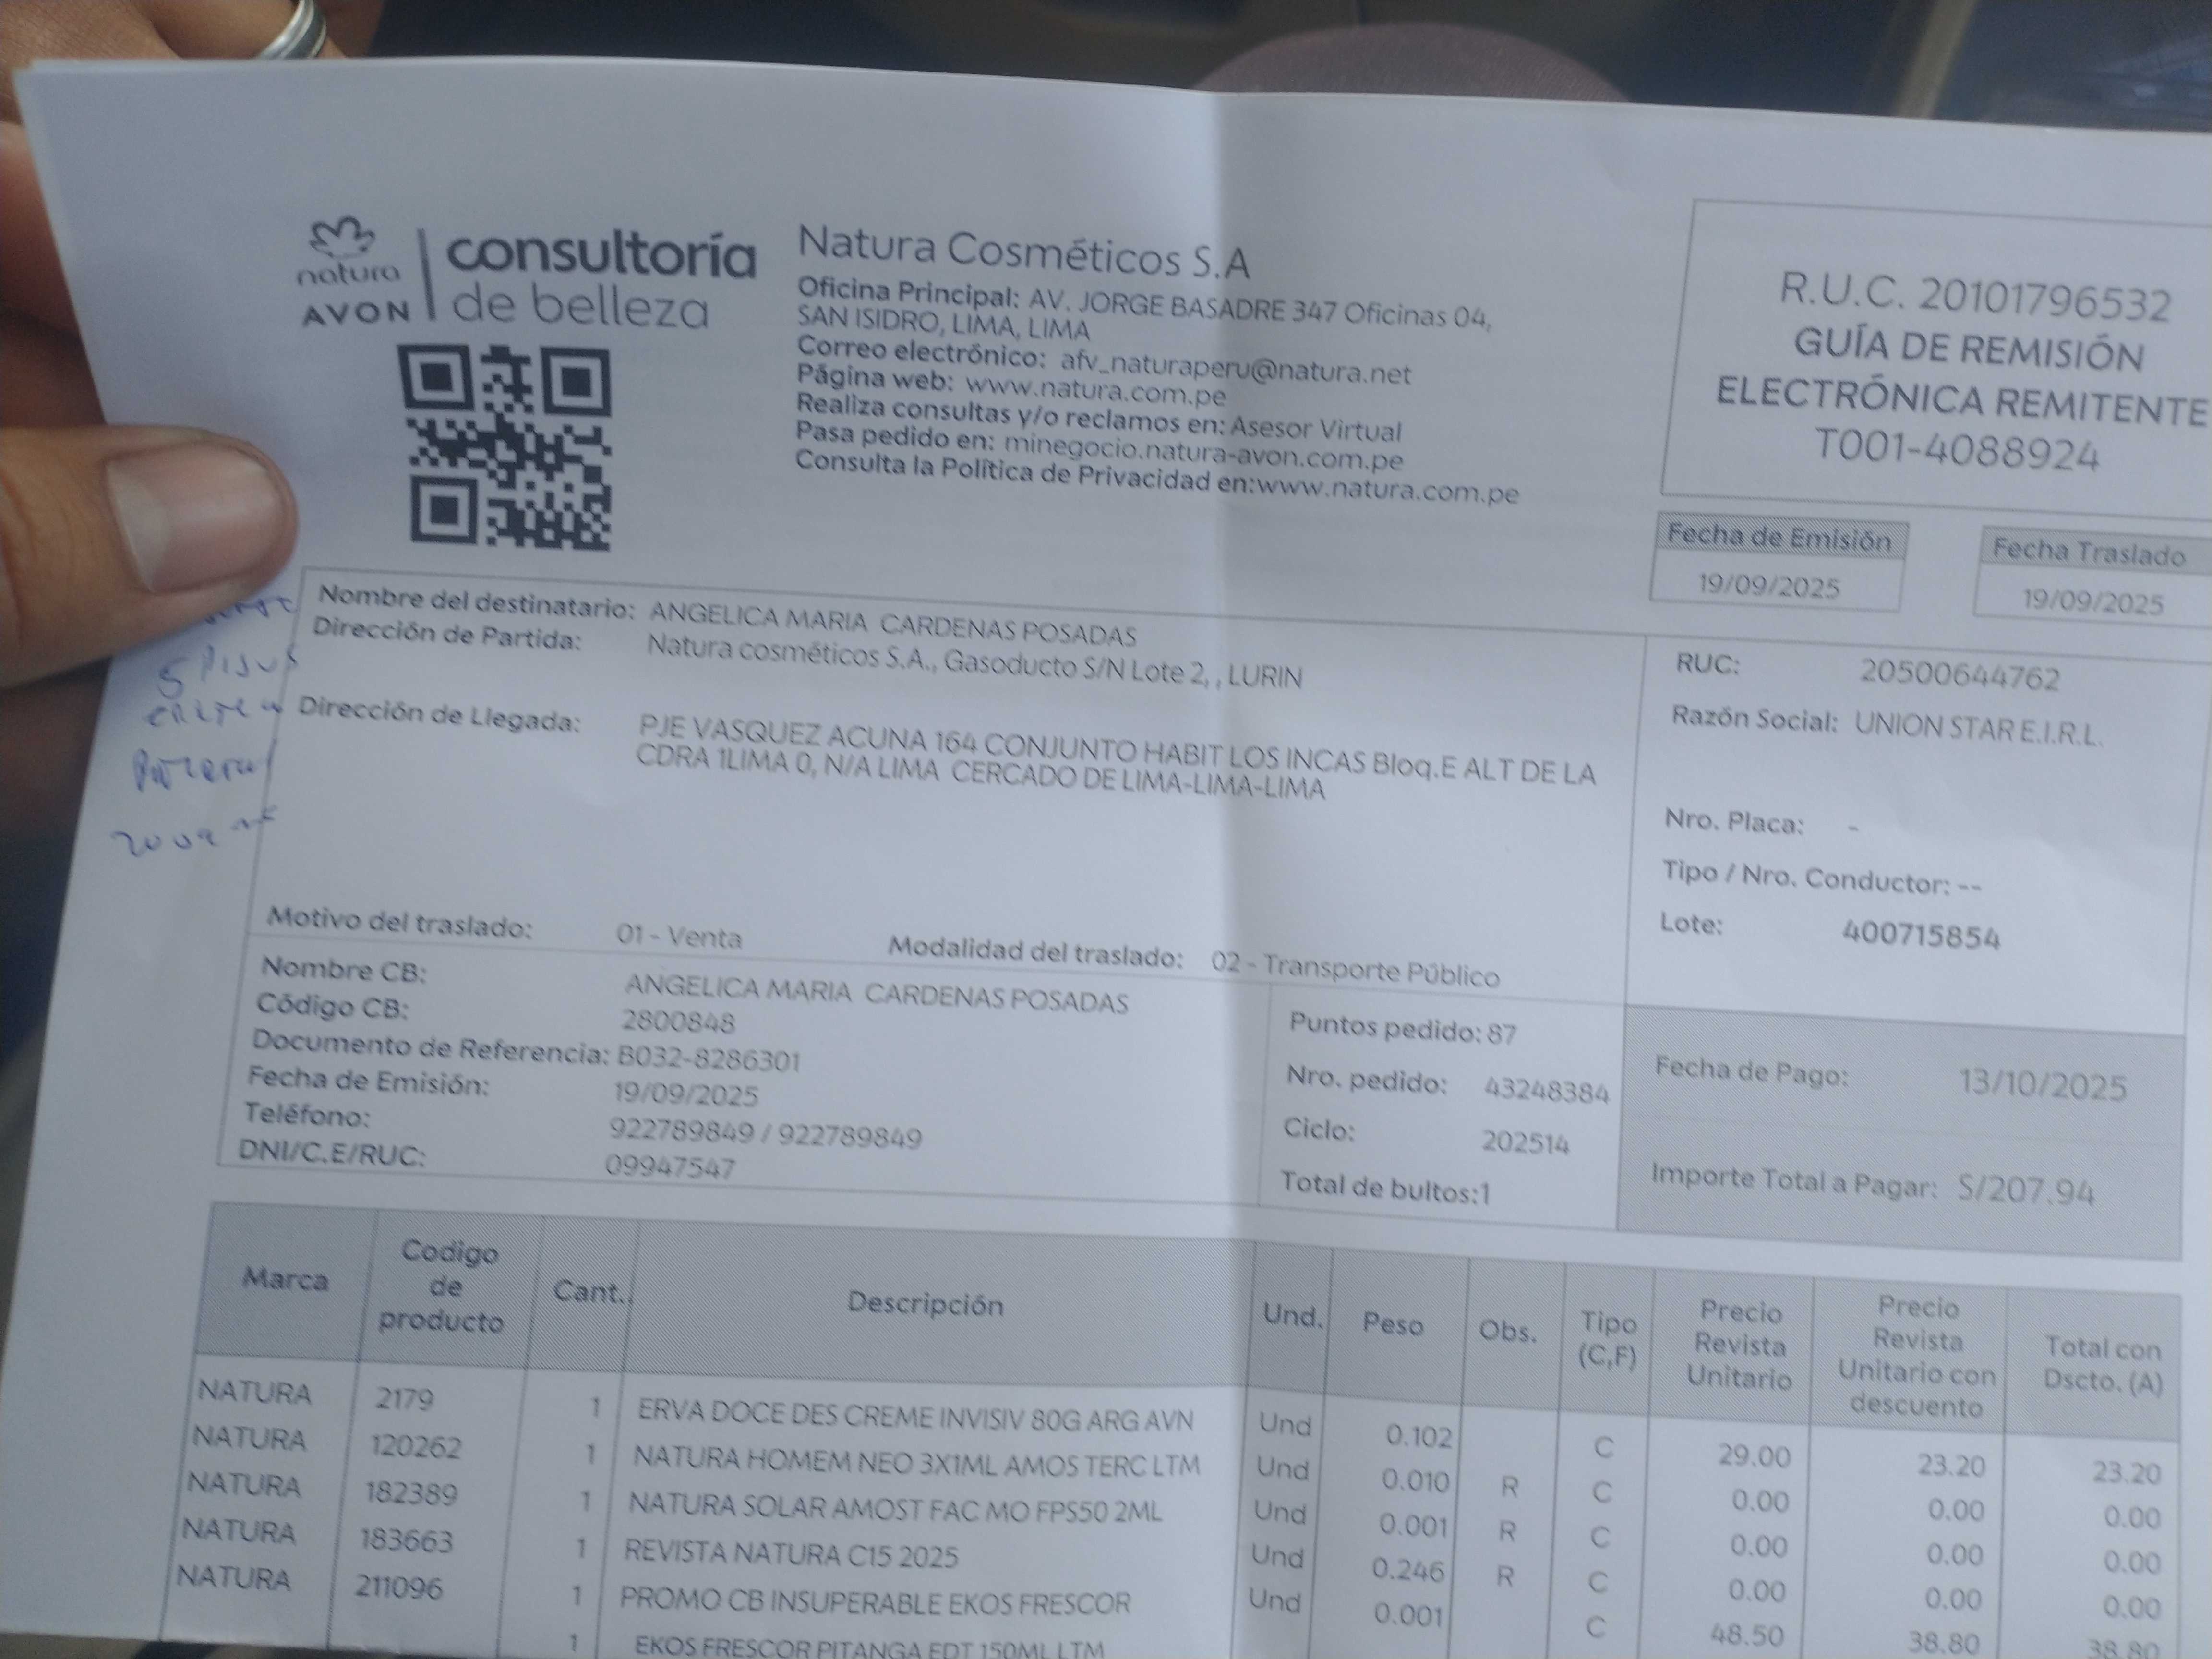 natura
AVON
consultoría
de belleza
Natura Cosméticos S.A
Oficina Principal: AV. JORGE BASADRE 347 Oficinas 04,
SAN ISIDRO, LIMA, LIMA
Correo electrónico: afv_naturaperu@natura.net
Página web: www.natura.com.pe
Realiza consultas y/o reclamos en: Asesor Virtual
Pasa pedido en: minegocio.natura-avon.com.pe
Consulta la Política de Privacidad en:www.natura.com.pe
R.U.C. 20101796532
GUÍA DE REMISIÓN
ELECTRÓNICA REMITENTE
T001-4088924
Fecha de Emisión
19/09/2025
Fecha Traslado
19/09/2025
Nombre del destinatario: ANGELICA MARIA CARDENAS POSADAS
Dirección de Partida: Natura cosméticos S.A., Gasoducto S/N Lote 2, , LURIN
Dirección de Llegada: PJE VASQUEZ ACUNA 164 CONJUNTO HABIT LOS INCAS Bloq.E ALT DE LA
CDRA 1LIMA 0, N/A LIMA CERCADO DE LIMA-LIMA-LIMA
5 pisos
Motivo del traslado: 01 - Venta Modalidad del traslado: 02 - Transporte Público
RUC: 20500644762
Razón Social: UNION STAR E.I.R.L.
Nro. Placa: -
Tipo / Nro. Conductor: --
Lote: 400715854
Nombre CB: ANGELICA MARIA CARDENAS POSADAS
Código CB: 2800848
Documento de Referencia: B032-8286301
Fecha de Emisión: 19/09/2025
Teléfono: 922789849 / 922789849
DNI/C.E/RUC: 09947547
Puntos pedido: 87
Nro. pedido: 43248384
Ciclo: 202514
Total de bultos:1
Fecha de Pago: 13/10/2025
Importe Total a Pagar: S/207.94
Marca Codigo de producto Cant. Descripción Und. Peso Obs. Tipo (C,F) Precio Revista Unitario Precio Revista Unitario con descuento Total con Dscto. (A)
NATURA 2179 1 ERVA DOCE DES CREME INVISIV 80G ARG AVN Und 0.102 C 29.00 23.20 23.20
NATURA 120262 1 NATURA HOMEM NEO 3X1ML AMOS TERC LTM Und 0.010 R C 0.00 0.00 0.00
NATURA 182389 1 NATURA SOLAR AMOST FAC MO FPS50 2ML Und 0.001 R C 0.00 0.00 0.00
NATURA 183663 1 REVISTA NATURA C15 2025 Und 0.246 R C 0.00 0.00 0.00
NATURA 211096 1 PROMO CB INSUPERABLE EKOS FRESCOR Und 0.001 C 48.50 38.80 38.80
1 EKOS FRESCOR PITANGA EDT 150ML LTM